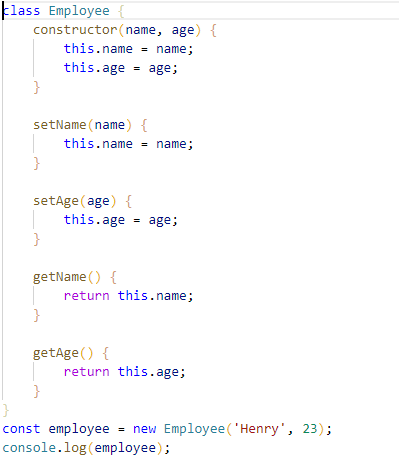 class Employee {
    constructor(name, age) {
        this.name = name;
        this.age = age;
    }

    setName(name) {
        this.name = name;
    }

    setAge(age) {
        this.age = age;
    }

    getName() {
        return this.name;
    }

    getAge() {
        return this.age;
    }
}
const employee = new Employee('Henry', 23);
console.log(employee);